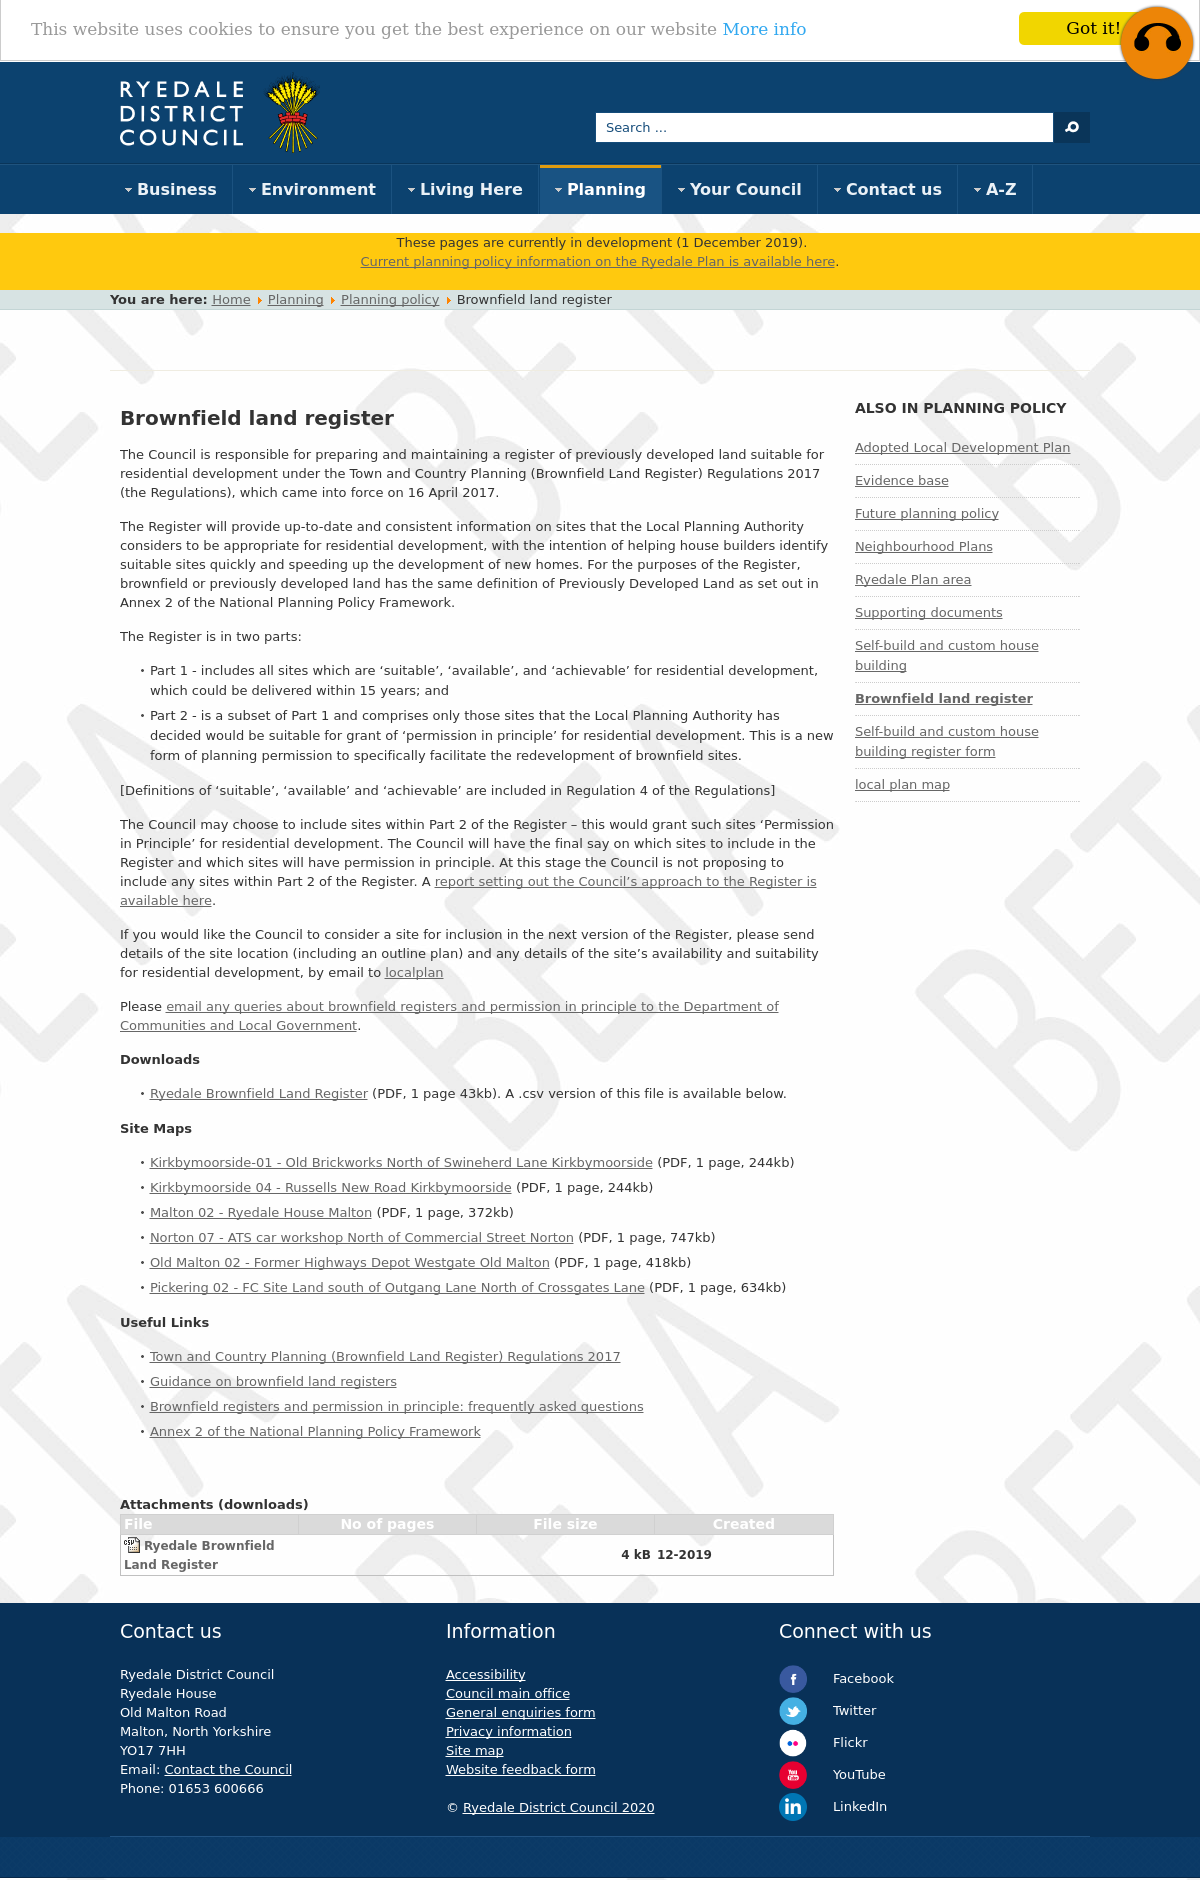 This website uses cookies to ensure you get the best experience on our website More info
Got it!
RYEDALE
DISTRICT
COUNCIL
Search ...
Business
Environment
Living Here
Planning
Your Council
Contact us
A-Z
These pages are currently in development (1 December 2019).
Current planning policy information on the Ryedale Plan is available here.
You are here: Home Planning Planning policy Brownfield land register
Brownfield land register
The Council is responsible for preparing and maintaining a register of previously developed land suitable for
residential development under the Town and Country Planning (Brownfield Land Register) Regulations 2017
(the Regulations), which came into force on 16 April 2017.
The Register will provide up-to-date and consistent information on sites that the Local Planning Authority
considers to be appropriate for residential development, with the intention of helping house builders identify
suitable sites quickly and speeding up the development of new homes. For the purposes of the Register,
brownfield or previously developed land has the same definition of Previously Developed Land as set out in
Annex 2 of the National Planning Policy Framework.
The Register is in two parts:
• Part 1 - includes all sites which are ‘suitable’, ‘available’, and ‘achievable’ for residential development,
which could be delivered within 15 years; and
• Part 2 - is a subset of Part 1 and comprises only those sites that the Local Planning Authority has
decided would be suitable for grant of ‘permission in principle’ for residential development. This is a new
form of planning permission to specifically facilitate the redevelopment of brownfield sites.
[Definitions of ‘suitable’, ‘available’ and ‘achievable’ are included in Regulation 4 of the Regulations]
The Council may choose to include sites within Part 2 of the Register – this would grant such sites ‘Permission
in Principle’ for residential development. The Council will have the final say on which sites to include in the
Register and which sites will have permission in principle. At this stage the Council is not proposing to
include any sites within Part 2 of the Register. A report setting out the Council’s approach to the Register is
available here.
If you would like the Council to consider a site for inclusion in the next version of the Register, please send
details of the site location (including an outline plan) and any details of the site’s availability and suitability
for residential development, by email to localplan
Please email any queries about brownfield registers and permission in principle to the Department of
Communities and Local Government.
Downloads
• Ryedale Brownfield Land Register (PDF, 1 page 43kb). A .csv version of this file is available below.
Site Maps
• Kirkbymoorside-01 - Old Brickworks North of Swineherd Lane Kirkbymoorside (PDF, 1 page, 244kb)
• Kirkbymoorside 04 - Russells New Road Kirkbymoorside (PDF, 1 page, 244kb)
• Malton 02 - Ryedale House Malton (PDF, 1 page, 372kb)
• Norton 07 - ATS car workshop North of Commercial Street Norton (PDF, 1 page, 747kb)
• Old Malton 02 - Former Highways Depot Westgate Old Malton (PDF, 1 page, 418kb)
• Pickering 02 - FC Site Land south of Outgang Lane North of Crossgates Lane (PDF, 1 page, 634kb)
Useful Links
• Town and Country Planning (Brownfield Land Register) Regulations 2017
• Guidance on brownfield land registers
• Brownfield registers and permission in principle: frequently asked questions
• Annex 2 of the National Planning Policy Framework
Attachments (downloads)
File No of pages File size Created
Ryedale Brownfield
Land Register
4 kB 12-2019
ALSO IN PLANNING POLICY
Adopted Local Development Plan
Evidence base
Future planning policy
Neighbourhood Plans
Ryedale Plan area
Supporting documents
Self-build and custom house
building
Brownfield land register
Self-build and custom house
building register form
local plan map
BETA
Contact us
Ryedale District Council
Ryedale House
Old Malton Road
Malton, North Yorkshire
YO17 7HH
Email: Contact the Council
Phone: 01653 600666
Information
Accessibility
Council main office
General enquiries form
Privacy information
Site map
Website feedback form
© Ryedale District Council 2020
Connect with us
Facebook
Twitter
Flickr
YouTube
LinkedIn